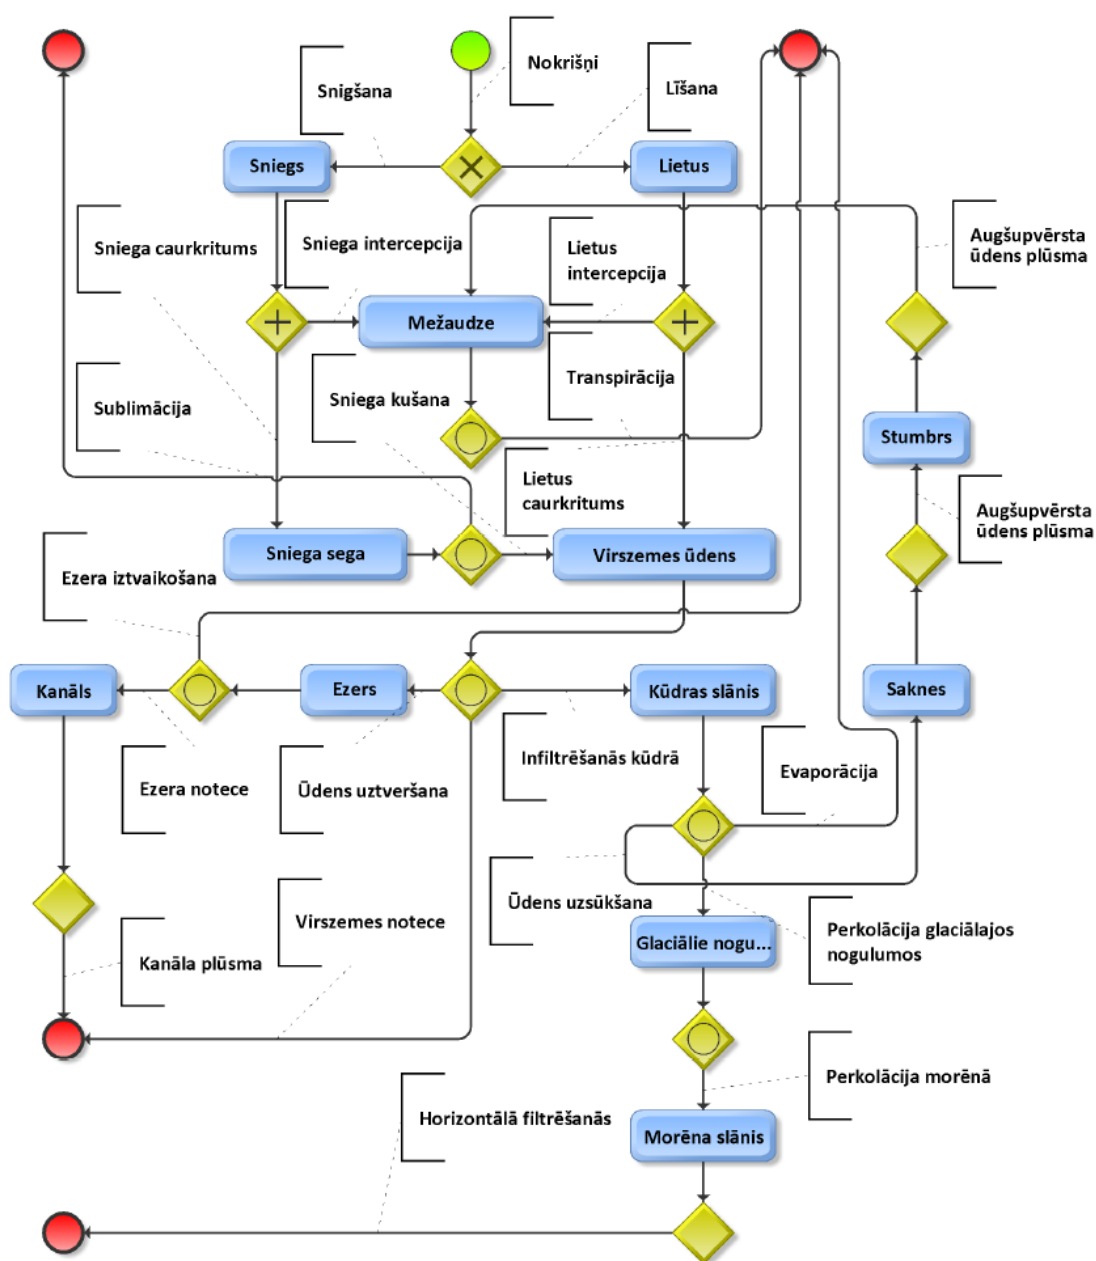 Nokrišņi
Snigšana
Līšana
Sniegs
Lietus
Sniega caurkritums
Sniega intercepcija
Lietus
intercepcija
Augšupvērsta
ūdens plūsma
Mežaudze
Sublimācija
Sniega kušana
Transpirācija
Stumbrs
Lietus
caurkritums
Augšupvērsta
ūdens plūsma
Sniega sega
Virszemes ūdens
Ezera iztvaikošana
Kanāls
Ezers
Kūdras slānis
Saknes
Ezera notece
Ūdens uztveršana
Infiltrēšanās kūdrā
Evaporācija
Ūdens uzsūkšana
Virszemes notece
Kanāla plūsma
Glaciālie nogu...
Perkolācija glaciālajos
nogulumos
Perkolācija morēnā
Horizontālā filtrēšanās
Morēna slānis